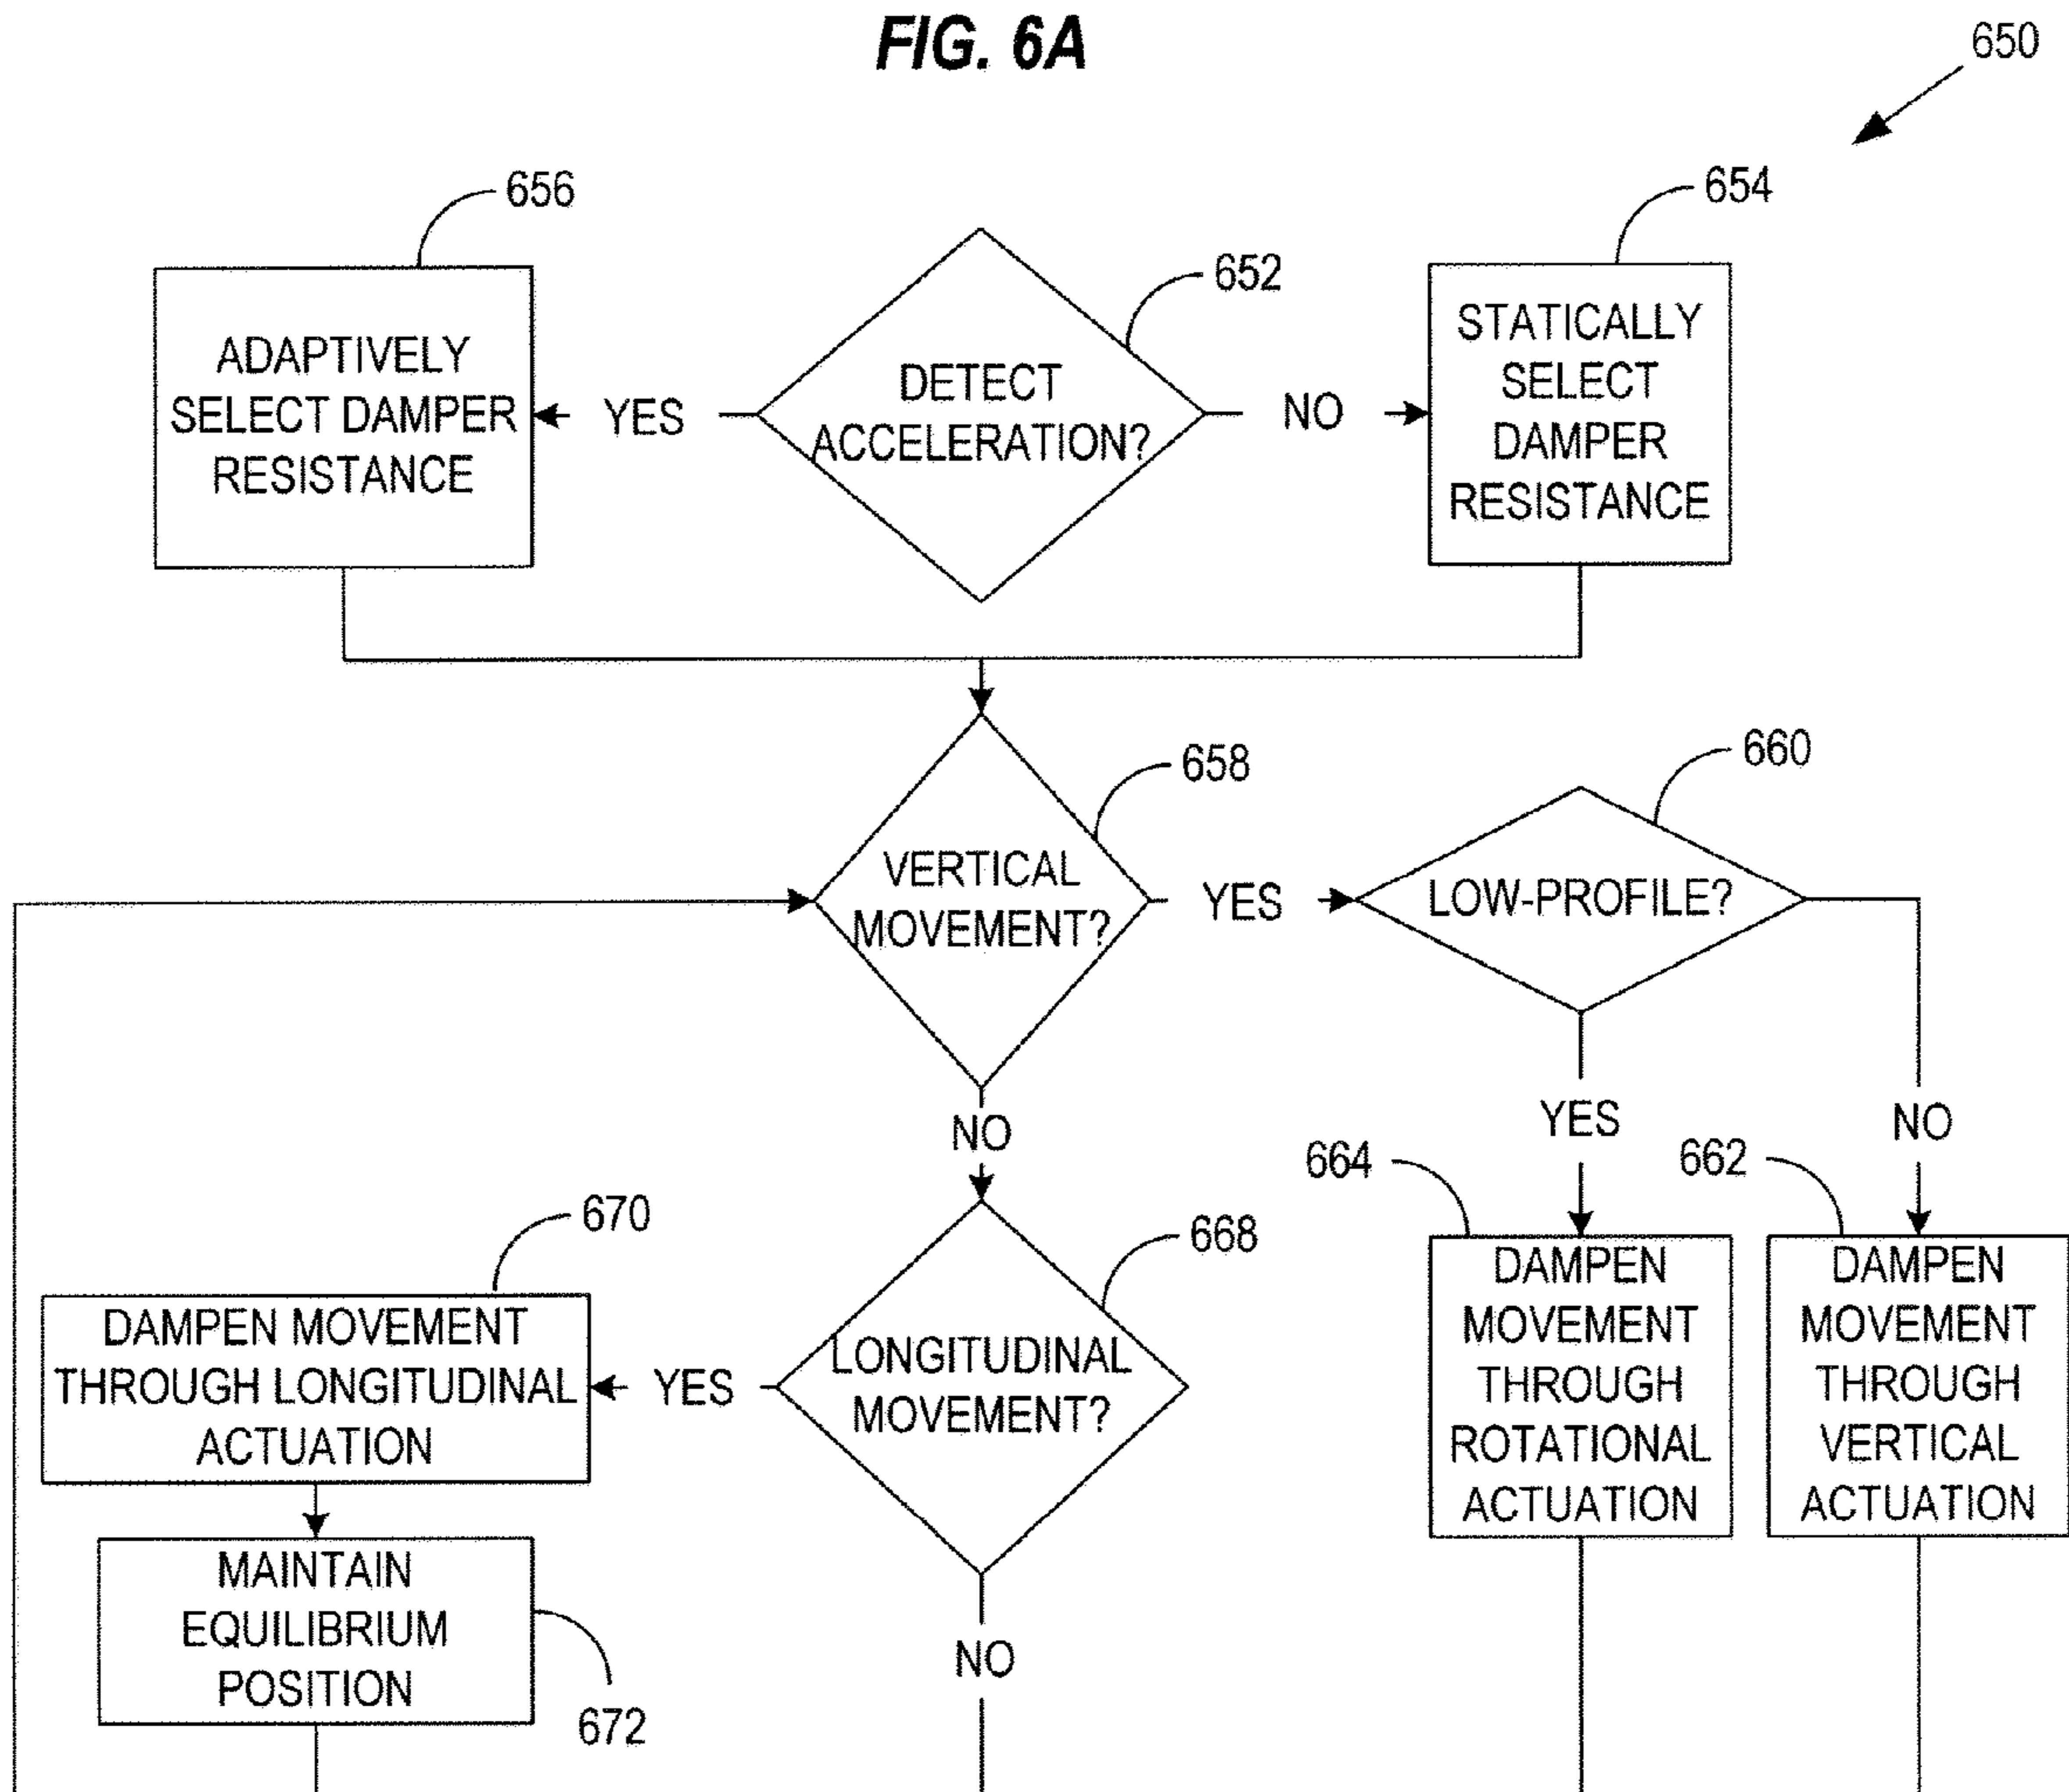 FIG. 6A
650
656
654
652
ADAPTIVELY
SELECT DAMPER
RESISTANCE
YES
DETECT
ACCELERATION?
NO
STATICALLY
SELECT
DAMPER
RESISTANCE
658
660
VERTICAL
MOVEMENT?
YES
LOW-PROFILE?
NO
YES
NO
664
662
670
668
DAMPEN MOVEMENT
THROUGH LONGITUDINAL
ACTUATION
YES
LONGITUDINAL
MOVEMENT?
DAMPEN
MOVEMENT
THROUGH
ROTATIONAL
ACTUATION
DAMPEN
MOVEMENT
THROUGH
VERTICAL
ACTUATION
MAINTAIN
EQUILIBRIUM
POSITION
NO
672